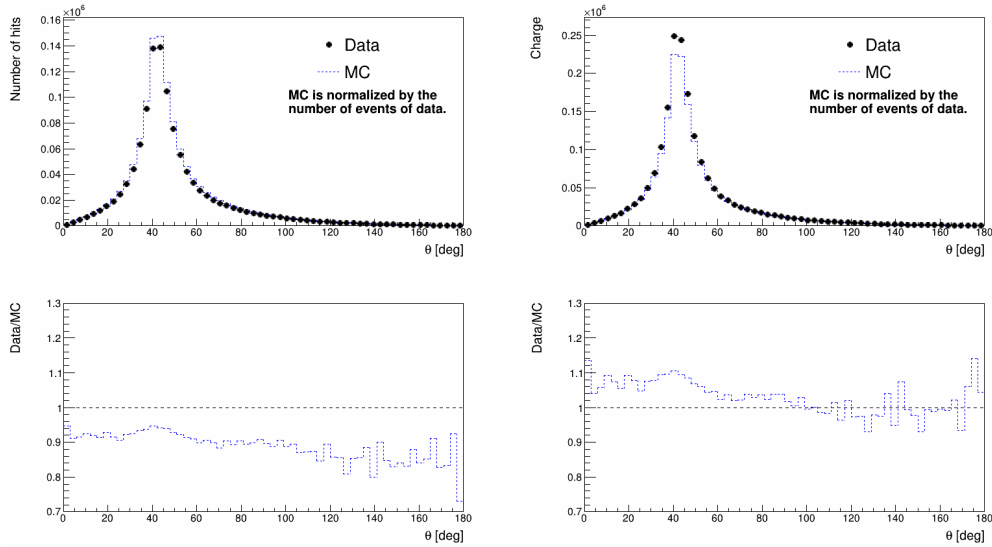 ×10⁶
Number of hits
0.16
0.14
0.12
0.1
0.08
0.06
0.04
0.02
0
0 20 40 60 80 100 120 140 160 180
θ [deg]
Data
MC
MC is normalized by the
number of events of data.
×10⁶
Charge
0.25
0.2
0.15
0.1
0.05
0
0 20 40 60 80 100 120 140 160 180
θ [deg]
Data
MC
MC is normalized by the
number of events of data.
Data/MC
1.3
1.2
1.1
1
0.9
0.8
0.7
0 20 40 60 80 100 120 140 160 180
θ [deg]
Data/MC
1.3
1.2
1.1
1
0.9
0.8
0.7
0 20 40 60 80 100 120 140 160 180
θ [deg]